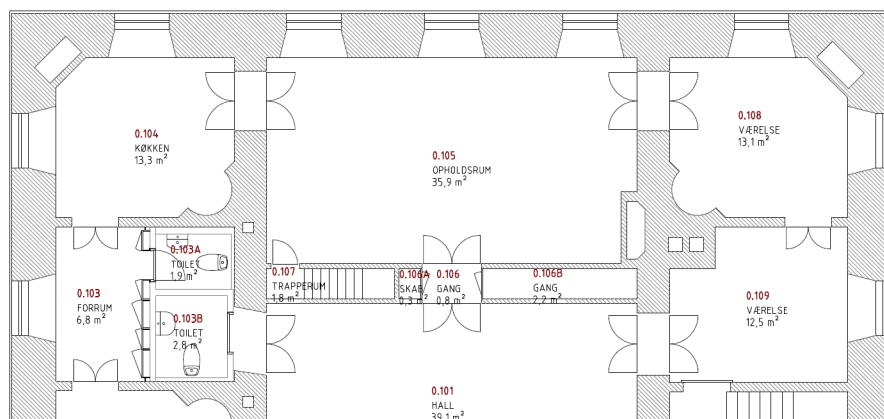 0.104
KØKKEN
13,3 m²
0.105
OPHOLDSRUM
35,9 m²
0.108
VÆRELSE
13,1 m²
0.103
FORRUM
6,8 m²
0.103A
TOILET
1,9 m²
0.103B
TOILET
2,8 m²
0.107
TRAPPERUM
1,8 m²
0.106A
SKAB
0,3 m²
0.106
GANG
0,8 m²
0.106B
GANG
2,2 m²
0.109
VÆRELSE
12,5 m²
0.101
HALL
39,1 m²